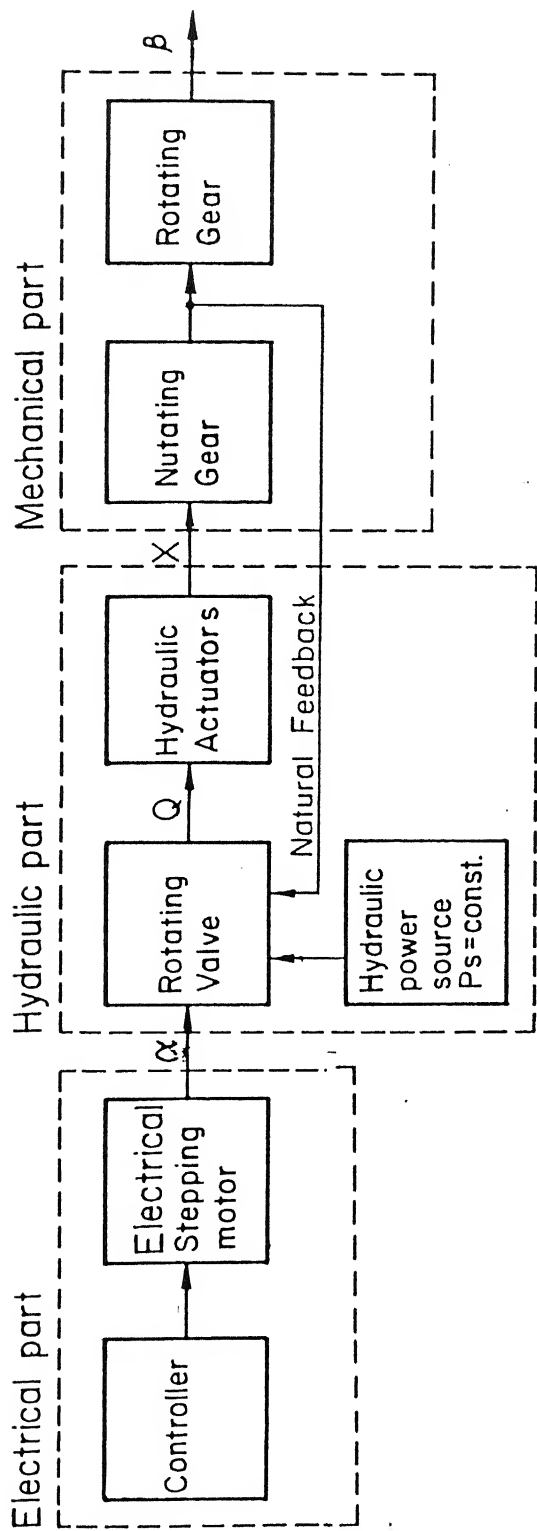 Electrical part
Controller
Electrical
Stepping
motor
α
Hydraulic part
Rotating
Valve
Q
Hydraulic
Actuators
Natural Feedback
Hydraulic
power
source
Ps=const.
X
Mechanical part
Nutating
Gear
Rotating
Gear
β